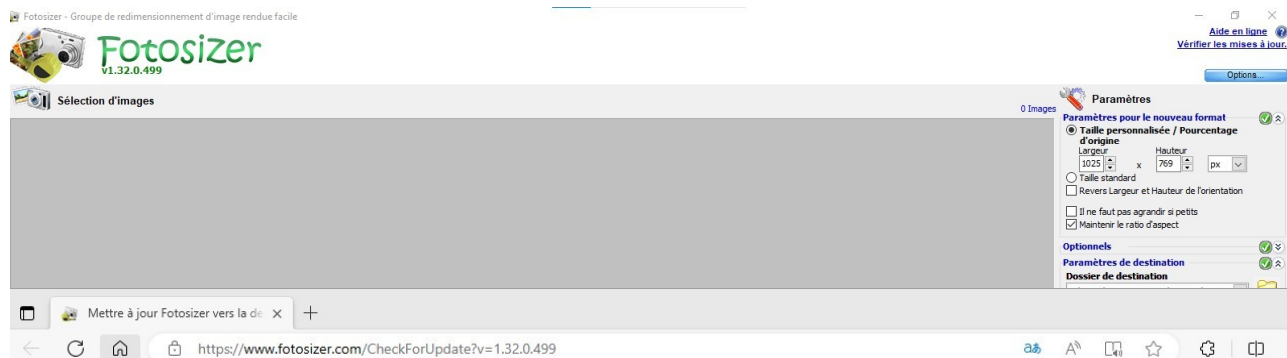 Fotosizer - Groupe de redimensionnement d'image rendue facile
Aide en ligne
Vérifier les mises à jour.
Fotosizer
v1.32.0.499
Options...
Sélection d'images
0 Images
Paramètres
Paramètres pour le nouveau format
Taille personnalisée / Pourcentage
d'origine
Largeur Hauteur
1025 x 769 px
Taille standard
Revers Largeur et Hauteur de l'orientation
Il ne faut pas agrandir si petits
Maintenir le ratio d'aspect
Optionnels
Paramètres de destination
Dossier de destination
Mettre à jour Fotosizer vers la de
https://www.fotosizer.com/CheckForUpdate?v=1.32.0.499